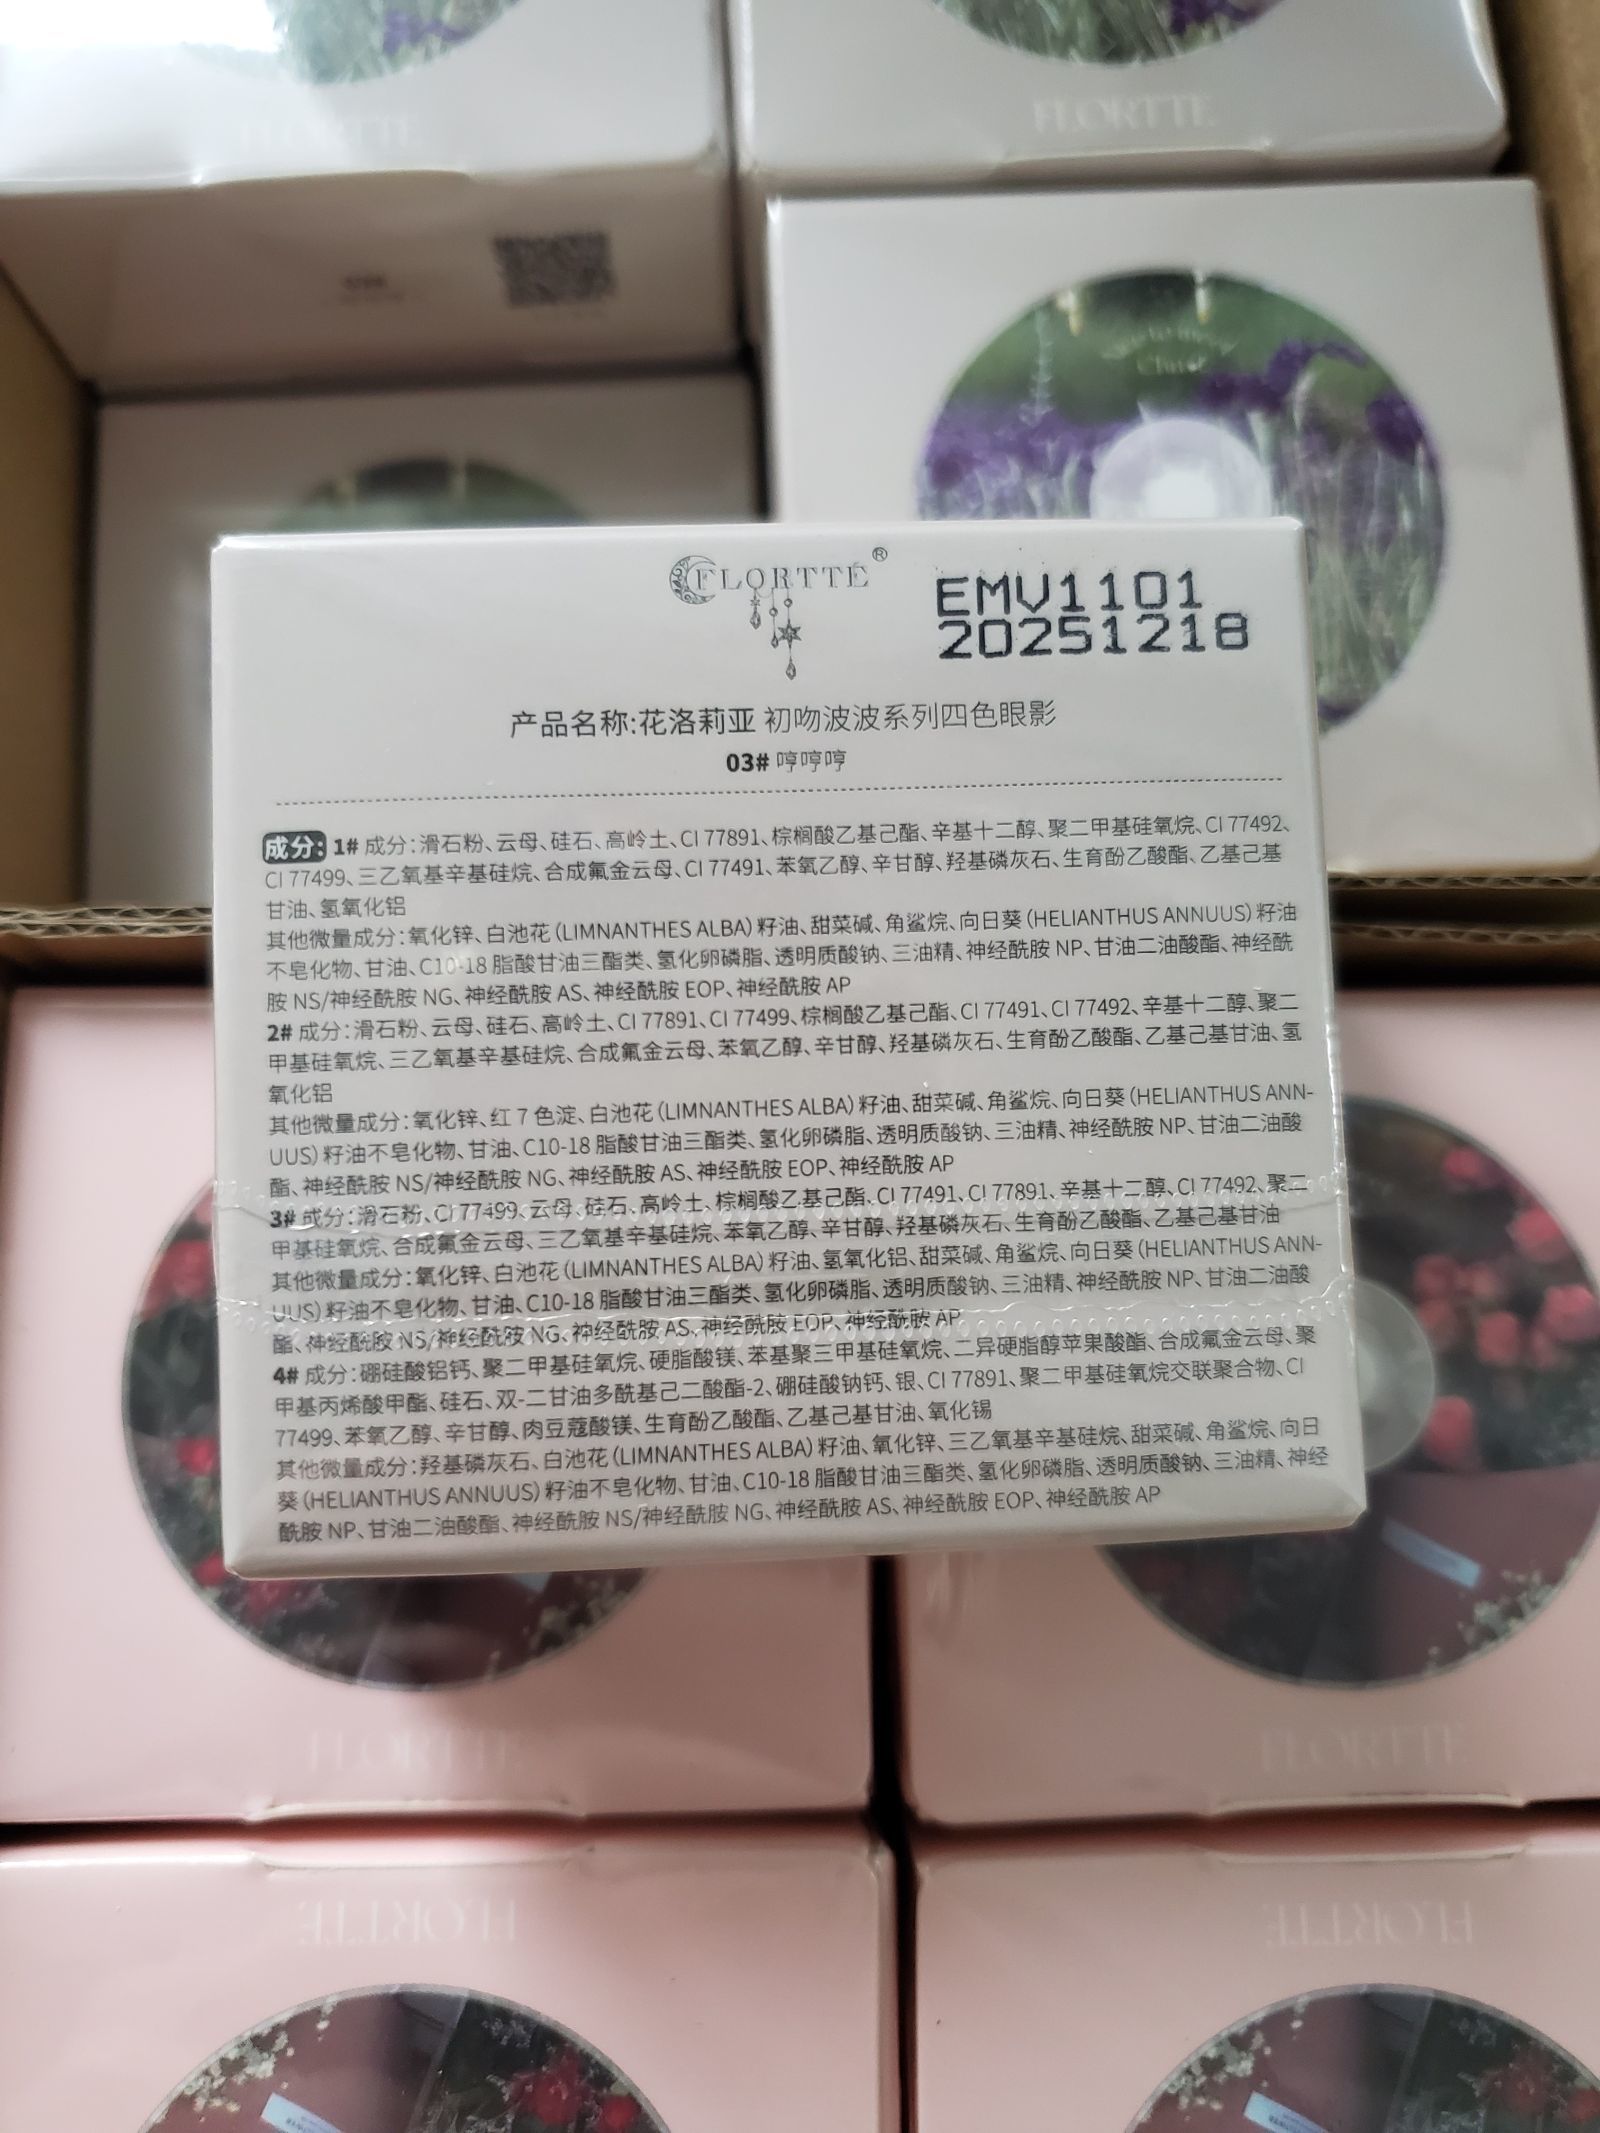 FLORTTE
FLORTTE
FLORTTE®
EMV1101
20251218
产品名称:花洛莉亚 初吻波波系列四色眼影
03# 哼哼哼
成分: 1# 成分:滑石粉、云母、硅石、高岭土、CI 77891、棕榈酸乙基己酯、辛基十二醇、聚二甲基硅氧烷、CI 77492、
CI 77499、三乙氧基辛基硅烷、合成氟金云母、CI 77491、苯氧乙醇、辛甘醇、羟基磷灰石、生育酚乙酸酯、乙基己基
甘油、氢氧化铝
其他微量成分:氧化锌、白池花(LIMNANTHES ALBA)籽油、甜菜碱、角鲨烷、向日葵(HELIANTHUS ANNUUS)籽油
不皂化物、甘油、C10-18 脂酸甘油三酯类、氢化卵磷脂、透明质酸钠、三油精、神经酰胺 NP、甘油二油酸酯、神经酰
胺 NS/神经酰胺 NG、神经酰胺 AS、神经酰胺 EOP、神经酰胺 AP
2# 成分:滑石粉、云母、硅石、高岭土、CI 77891、CI 77499、棕榈酸乙基己酯、CI 77491、CI 77492、辛基十二醇、聚二
甲基硅氧烷、三乙氧基辛基硅烷、合成氟金云母、苯氧乙醇、辛甘醇、羟基磷灰石、生育酚乙酸酯、乙基己基甘油、氢
氧化铝
其他微量成分:氧化锌、红 7 色淀、白池花(LIMNANTHES ALBA)籽油、甜菜碱、角鲨烷、向日葵(HELIANTHUS ANN-
UUS)籽油不皂化物、甘油、C10-18 脂酸甘油三酯类、氢化卵磷脂、透明质酸钠、三油精、神经酰胺 NP、甘油二油酸
酯、神经酰胺 NS/神经酰胺 NG、神经酰胺 AS、神经酰胺 EOP、神经酰胺 AP
3# 成分:滑石粉、CI 77499、云母、硅石、高岭土、棕榈酸乙基己酯、CI 77491、CI 77891、辛基十二醇、CI 77492、聚二
甲基硅氧烷、合成氟金云母、三乙氧基辛基硅烷、苯氧乙醇、辛甘醇、羟基磷灰石、生育酚乙酸酯、乙基己基甘油
其他微量成分:氧化锌、白池花(LIMNANTHES ALBA)籽油、氢氧化铝、甜菜碱、角鲨烷、向日葵(HELIANTHUS ANN-
UUS)籽油不皂化物、甘油、C10-18 脂酸甘油三酯类、氢化卵磷脂、透明质酸钠、三油精、神经酰胺 NP、甘油二油酸
酯、神经酰胺 NS/神经酰胺 NG、神经酰胺 AS、神经酰胺 EOP、神经酰胺 AP
4# 成分:硼硅酸铝钙、聚二甲基硅氧烷、硬脂酸镁、苯基聚三甲基硅氧烷、二异硬脂醇苹果酸酯、合成氟金云母、聚
甲基丙烯酸甲酯、硅石、双-二甘油多酰基己二酸酯-2、硼硅酸钠钙、银、CI 77891、聚二甲基硅氧烷交联聚合物、CI
77499、苯氧乙醇、辛甘醇、肉豆蔻酸镁、生育酚乙酸酯、乙基己基甘油、氧化锡
其他微量成分:羟基磷灰石、白池花(LIMNANTHES ALBA)籽油、氧化锌、三乙氧基辛基硅烷、甜菜碱、角鲨烷、向日
葵(HELIANTHUS ANNUUS)籽油不皂化物、甘油、C10-18 脂酸甘油三酯类、氢化卵磷脂、透明质酸钠、三油精、神经
酰胺 NP、甘油二油酸酯、神经酰胺 NS/神经酰胺 NG、神经酰胺 AS、神经酰胺 EOP、神经酰胺 AP
FLORTTE
FLORTTE
FLORTTE
FLORTTE